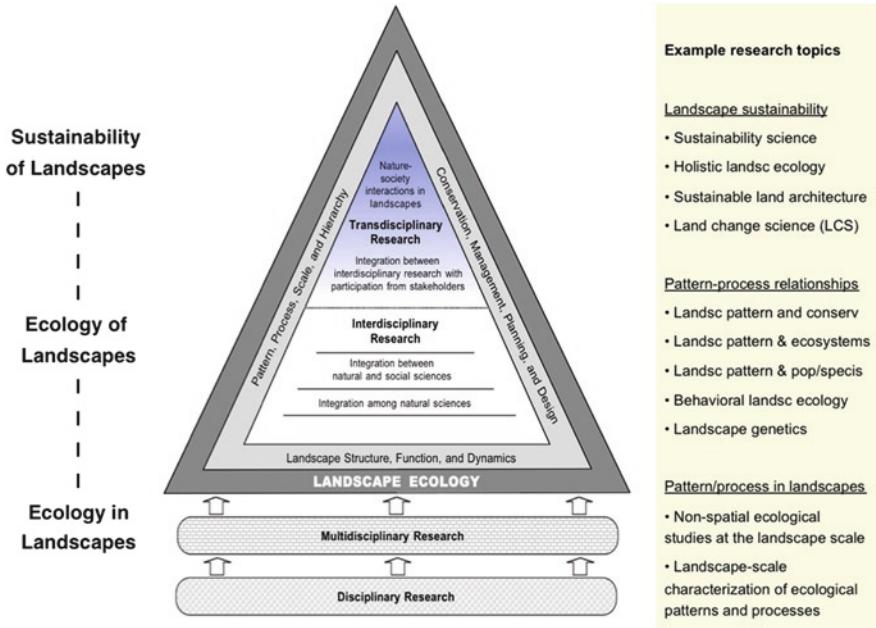 Sustainability
of Landscapes
Ecology of
Landscapes
Ecology in
Landscapes
Pattern, Process, Scale, and Hierarchy
Conservation, Management, Planning, and Design
Nature-
society
interactions in
landscapes
Transdisciplinary
Research
Integration between
interdisciplinary research with
participation from stakeholders
Interdisciplinary
Research
Integration between
natural and social sciences
Integration among natural sciences
Landscape Structure, Function, and Dynamics
LANDSCAPE ECOLOGY
Multidisciplinary Research
Disciplinary Research
Example research topics
Landscape sustainability
• Sustainability science
• Holistic landsc ecology
• Sustainable land architecture
• Land change science (LCS)
Pattern-process relationships
• Landsc pattern and conserv
• Landsc pattern & ecosystems
• Landsc pattern & pop/specis
• Behavioral landsc ecology
• Landscape genetics
Pattern/process in landscapes
• Non-spatial ecological
studies at the landscape scale
• Landscape-scale
characterization of ecological
patterns and processes